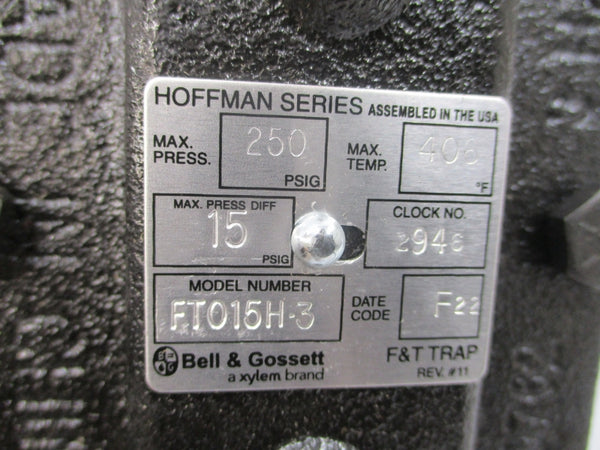 HOFFMAN SERIES ASSEMBLED IN THE USA
MAX. PRESS. 250 PSIG
MAX. TEMP. 406 °F
MAX. PRESS DIFF 15 PSIG
CLOCK NO. 2946
MODEL NUMBER FT015H-3
DATE CODE F22
Bell & Gossett
a xylem brand
F&T TRAP
REV. #11